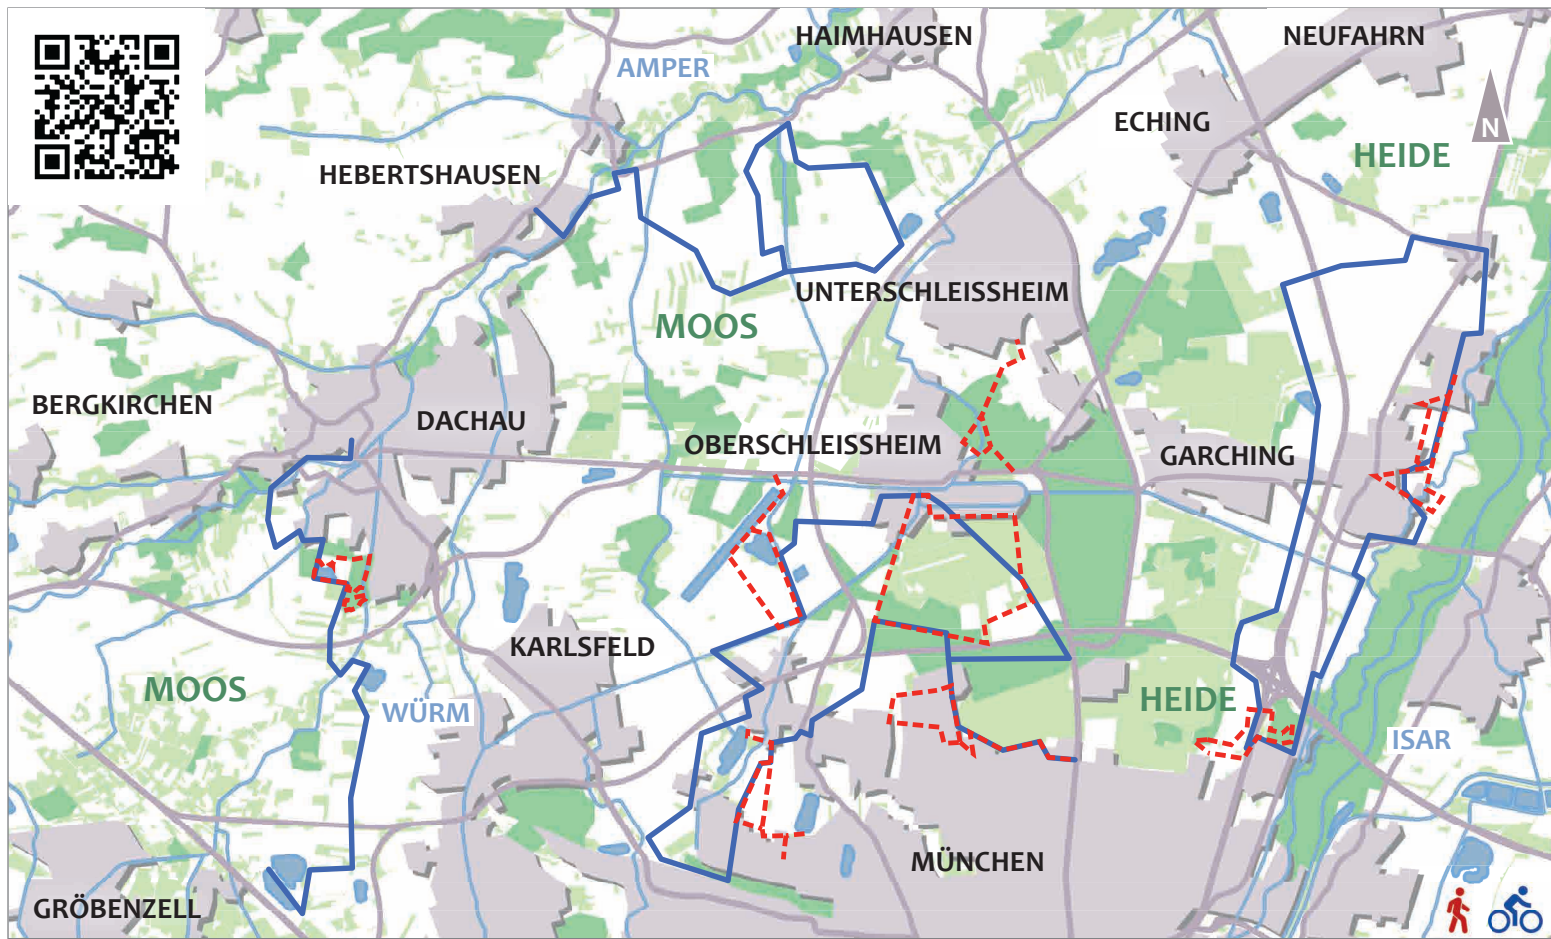 HAIMHAUSEN
NEUFAHRN
AMPER
ECHING
N
HEIDE
HEBERTSHAUSEN
UNTERSCHLEISSHEIM
MOOS
BERGKIRCHEN
DACHAU
OBERSCHLEISSHEIM
GARCHING
KARLSFELD
MOOS
HEIDE
WÜRM
ISAR
MÜNCHEN
GRÖBENZELL